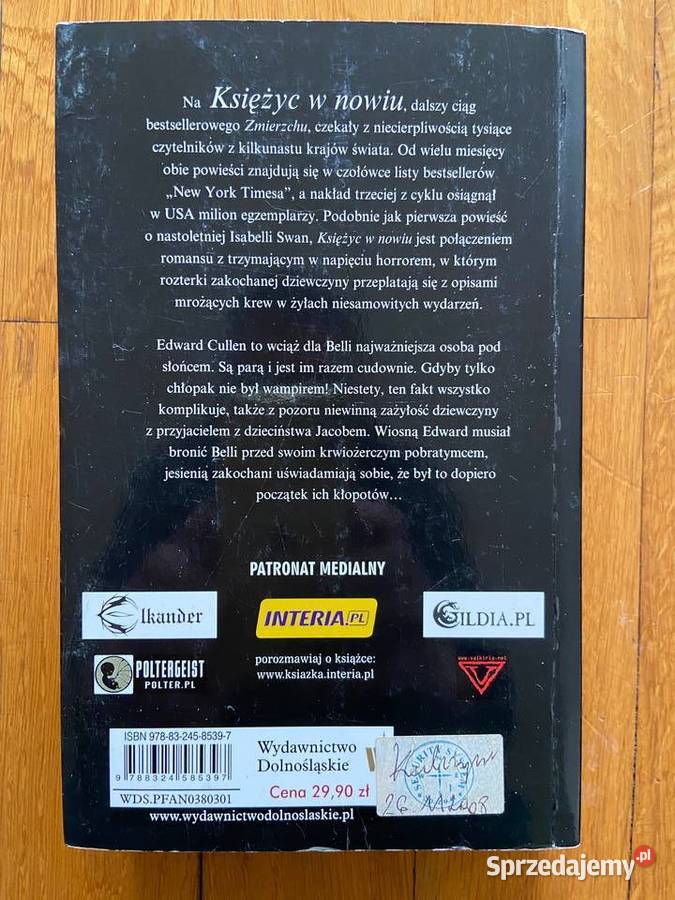 Na Księżyc w nowiu, dalszy ciąg
bestsellerowego Zmierzchu, czekały z niecierpliwością tysiące
czytelników z kilkunastu krajów świata. Od wielu miesięcy
obie powieści znajdują się w czołówce listy bestsellerów
„New York Timesa”, a nakład trzeciej z cyklu osiągnął
w USA milion egzemplarzy. Podobnie jak pierwsza powieść
o nastoletniej Isabelli Swan, Księżyc w nowiu jest połączeniem
romansu z trzymającym w napięciu horrorem, w którym
rozterki zakochanej dziewczyny przeplatają się z opisami
mrożących krew w żyłach niesamowitych wydarzeń.
Edward Cullen to wciąż dla Belli najważniejsza osoba pod
słońcem. Są parą i jest im razem cudownie. Gdyby tylko
chłopak nie był wampirem! Niestety, ten fakt wszystko
komplikuje, także z pozoru niewinną zażyłość dziewczyny
z przyjacielem z dzieciństwa Jacobem. Wiosną Edward musiał
bronić Belli przed swoim krwiożerczym pobratymcem,
jesienią zakochani uświadamiają sobie, że był to dopiero
początek ich kłopotów…
PATRONAT MEDIALNY
Elkander
INTERIA.PL
GILDIA.PL
POLTERGEIST
POLTER.PL
porozmawiaj o książce:
www.ksiazka.interia.pl
www.valkiria.net
V
ISBN 978-83-245-8539-7
9 788324 585397
WDS.PFAN0380301
Wydawnictwo
Dolnośląskie
W
Cena 29,90 zł
SECURITY SYSTEM
www.wydawnictwodolnoslaskie.pl
Sprzedajemy.pl